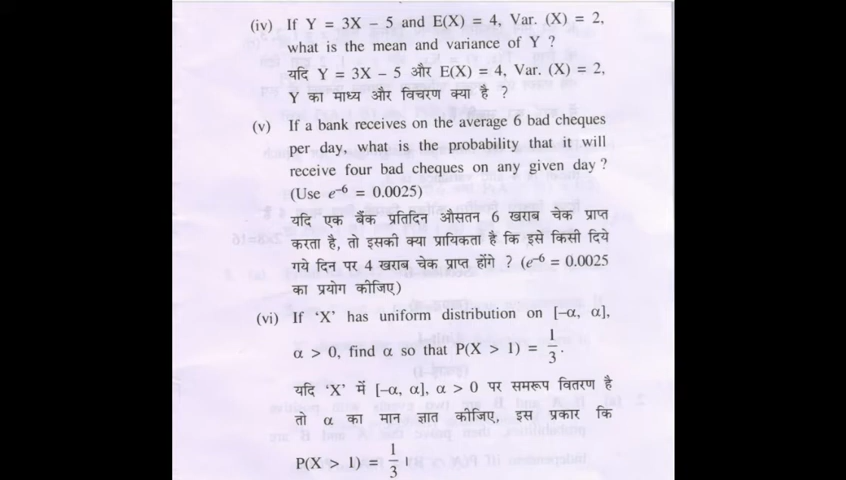 (iv) If Y = 3X – 5 and E(X) = 4, Var. (X) = 2,
what is the mean and variance of Y ?
यदि Y = 3X – 5 और E(X) = 4, Var. (X) = 2,
Y का माध्य और विचरण क्या है ?
(v) If a bank receives on the average 6 bad cheques
per day, what is the probability that it will
receive four bad cheques on any given day ?
(Use e⁻⁶ = 0.0025)
यदि एक बैंक प्रतिदिन औसतन 6 खराब चेक प्राप्त
करता है, तो इसकी क्या प्रायिकता है कि इसे किसी दिये
गये दिन पर 4 खराब चेक प्राप्त होंगे ? (e⁻⁶ = 0.0025
का प्रयोग कीजिए)
(vi) If ‘X’ has uniform distribution on [–α, α],
α > 0, find α so that P(X > 1) = 1/3.
यदि ‘X’ में [–α, α], α > 0 पर समरूप वितरण है
तो α का मान ज्ञात कीजिए, इस प्रकार कि
P(X > 1) = 1/3 ।